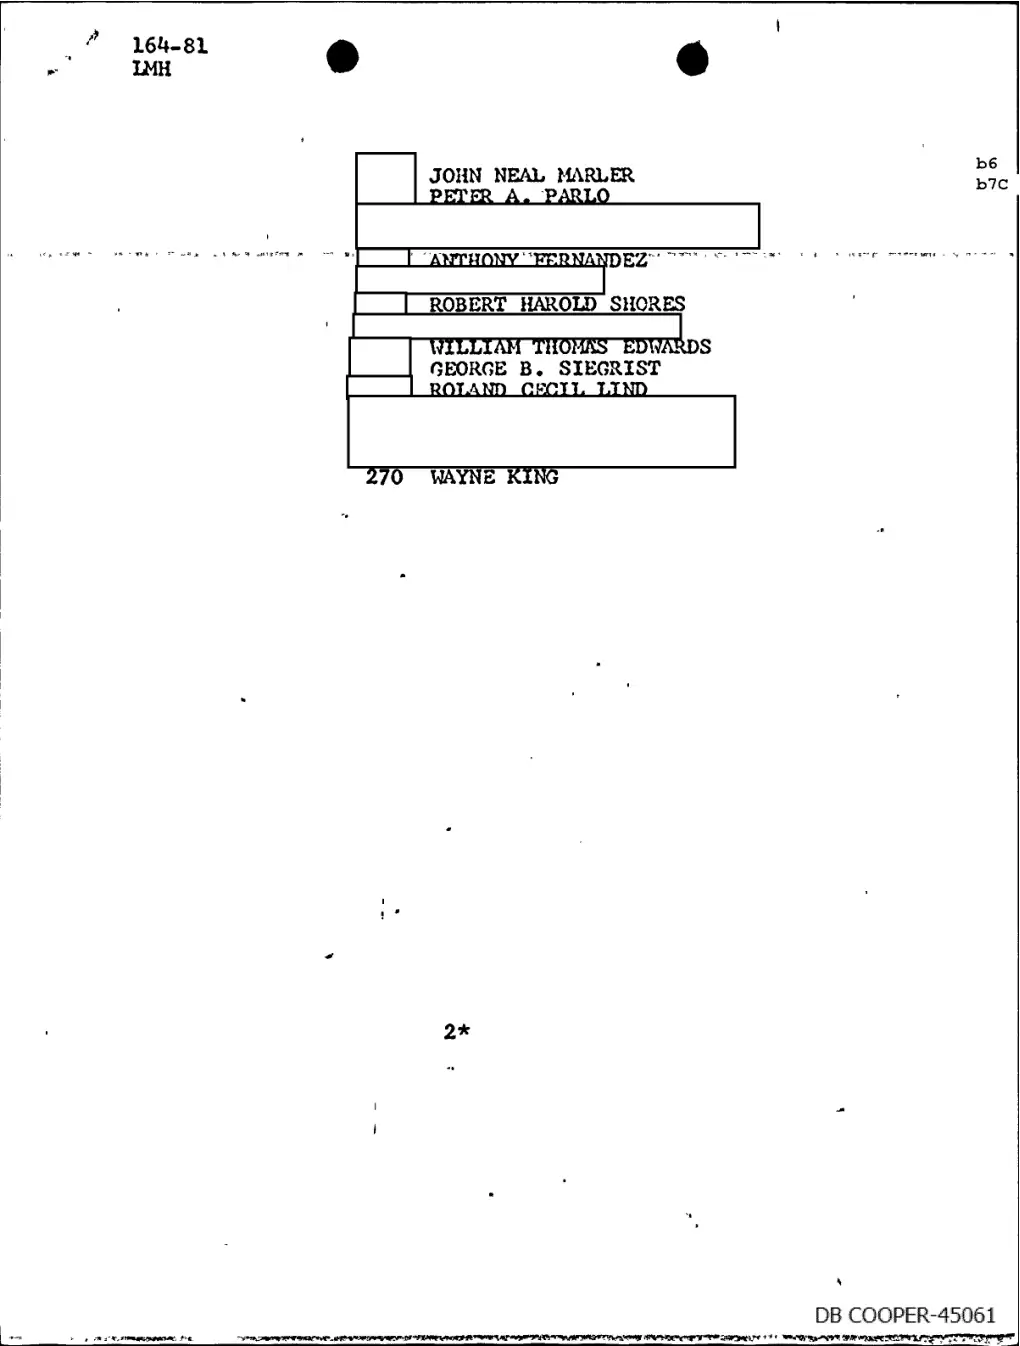 164-81
LMH
b6
b7C
JOHN NEAL MARLER
PETER A. PARLO
ANTHONY FERNANDEZ
ROBERT HAROLD SHORES
WILLIAM THOMAS EDWARDS
GEORGE B. SIEGRIST
ROLAND CECIL LIND
270 WAYNE KING
2*
DB COOPER-45061